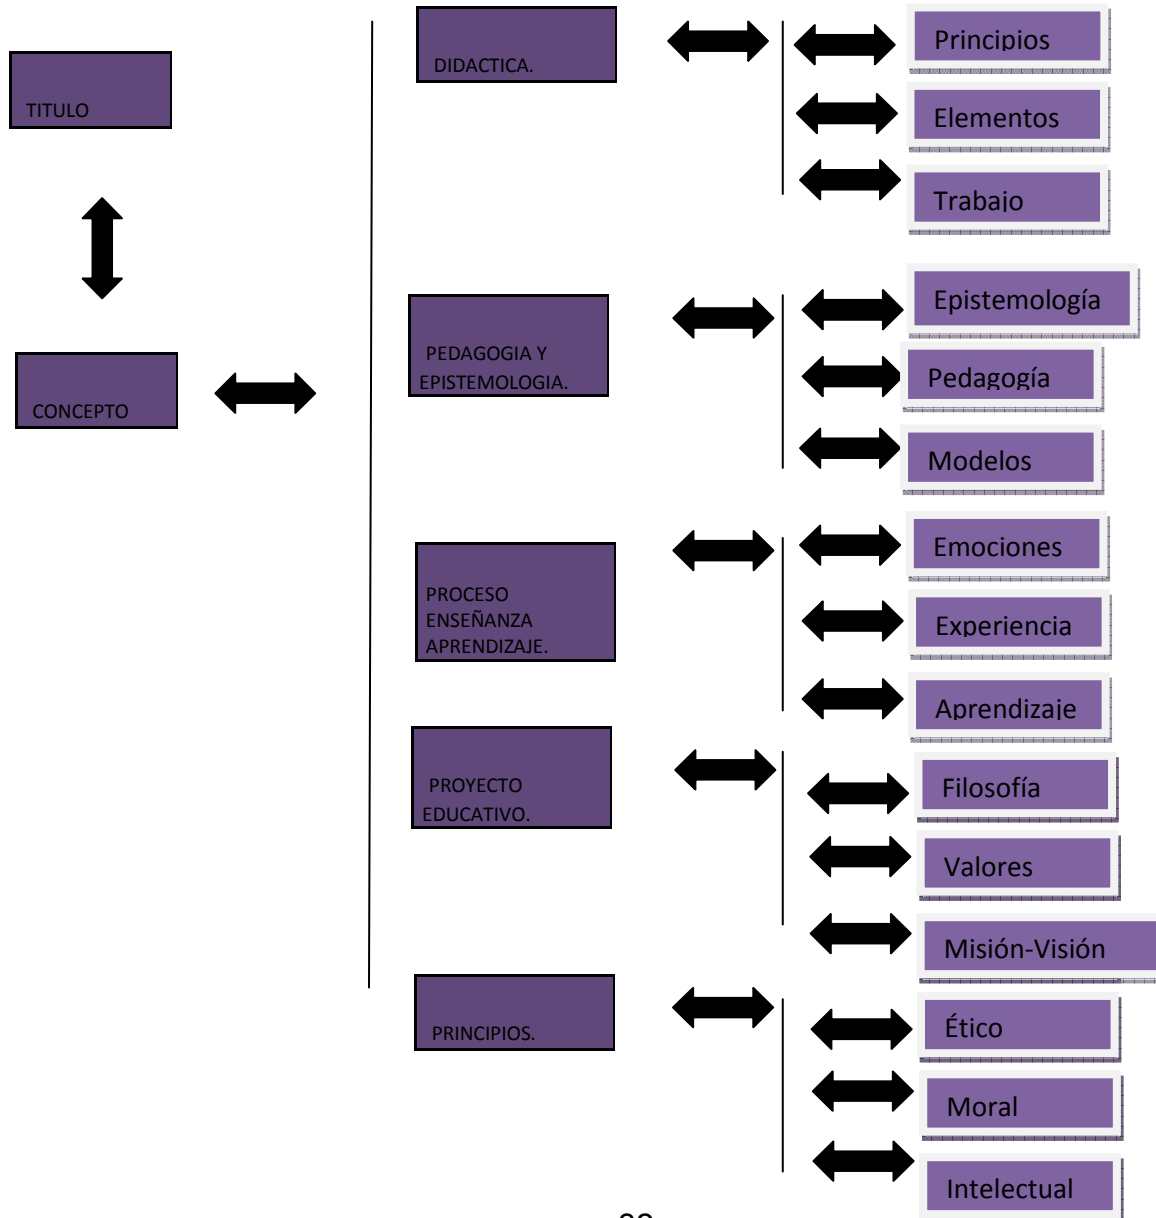 TITULO
CONCEPTO
DIDACTICA.
Principios
Elementos
Trabajo
PEDAGOGIA Y
EPISTEMOLOGIA.
Epistemología
Pedagogía
Modelos
PROCESO
ENSEÑANZA
APRENDIZAJE.
Emociones
Experiencia
Aprendizaje
PROYECTO
EDUCATIVO.
Filosofía
Valores
Misión-Visión
PRINCIPIOS.
Ético
Moral
Intelectual